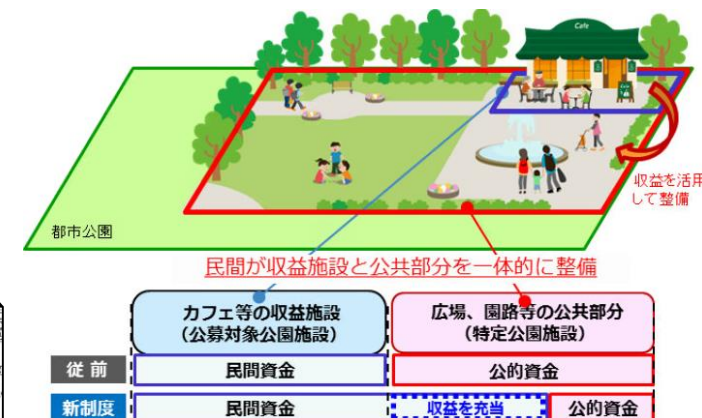 Cafe
収益を活用
して整備
都市公園
民間が収益施設と公共部分を一体的に整備
カフェ等の収益施設
(公募対象公園施設)
広場、園路等の公共部分
(特定公園施設)
従前
民間資金
公的資金
新制度
民間資金
収益を充当
公的資金